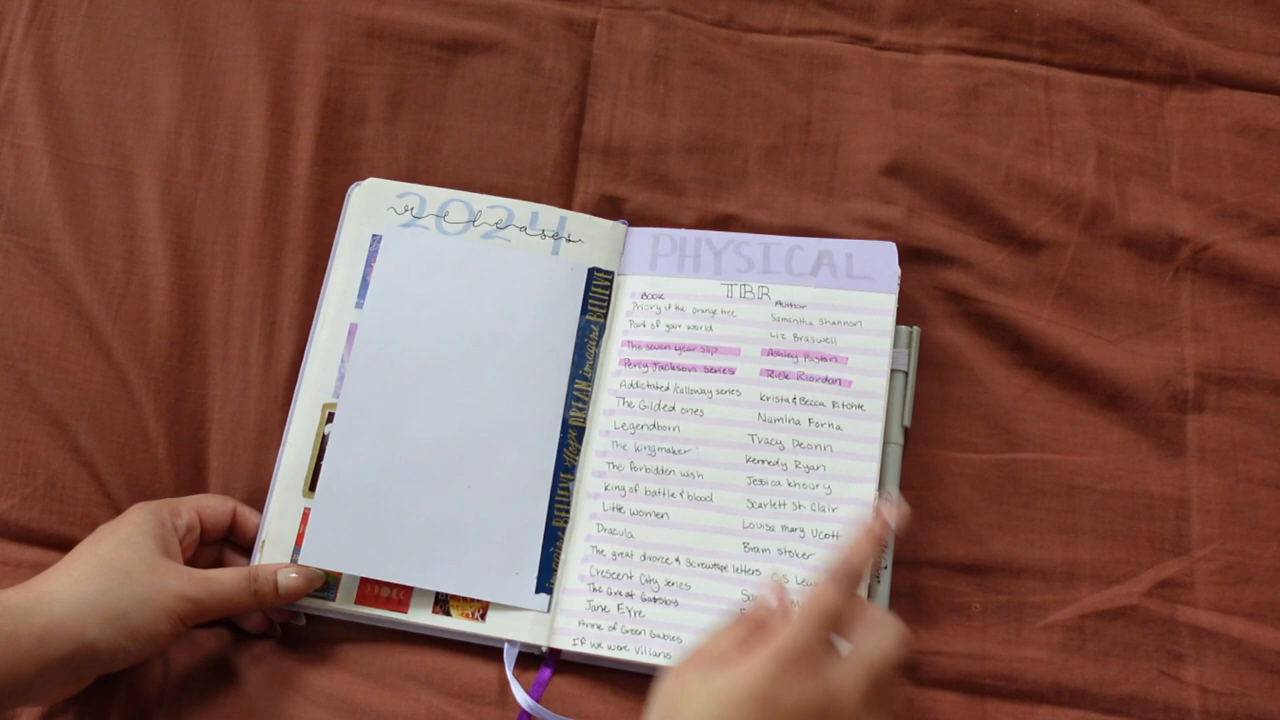 2024
releases
BELIEVE
imagine
DREAM
Hope
BELIEVE
imagine
PHYSICAL
TBR
Book Author
Priory of the orange tree Samantha Shannon
Part of your world Liz Braswell
The seven year slip Ashley Poston
Percy Jackson series Rick Riordan
Addictated/calloway series Krista & Becca Ritchie
The Gilded ones Namina Forna
Legendborn Tracy Deonn
The kingmaker Kennedy Ryan
The forbidden wish Jessica Khoury
King of battle & blood Scarlett St. Clair
Little women Louisa Mary
Dracula Bram Stoker
The great divorce & Screwtape letters CS
Crescent City series
The Great Gatsby
Jane Eyre
Anne of Green Gables
If we were villans